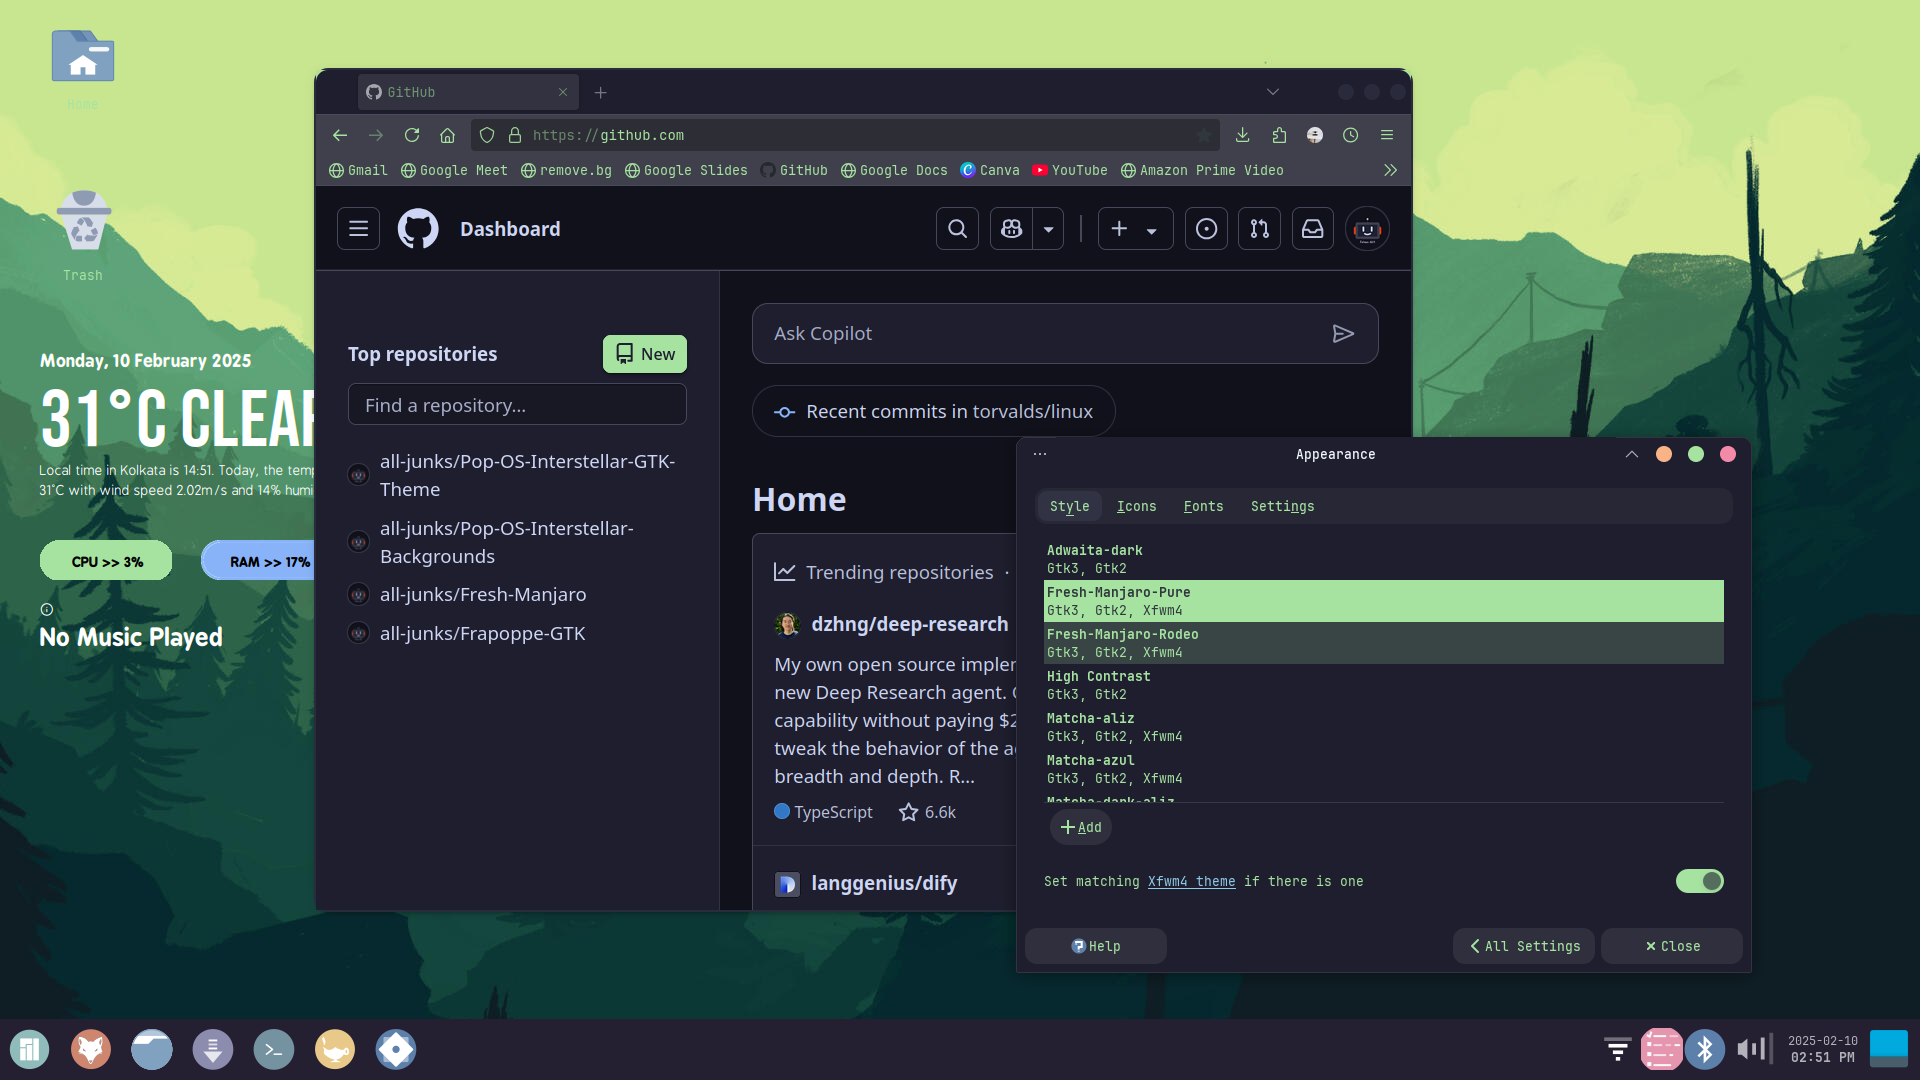 Home
Trash
Monday, 10 February 2025
31°C CLEAR
Local time in Kolkata is 14:51. Today, the temp
31°C with wind speed 2.02m/s and 14% humi
CPU >> 3%
RAM >> 17%
No Music Played
GitHub
https://github.com
Gmail
Google Meet
remove.bg
Google Slides
GitHub
Google Docs
Canva
YouTube
Amazon Prime Video
Dashboard
Top repositories
New
Find a repository...
all-junks/Pop-OS-Interstellar-GTK-
Theme
all-junks/Pop-OS-Interstellar-
Backgrounds
all-junks/Fresh-Manjaro
all-junks/Frapoppe-GTK
Ask Copilot
Recent commits in torvalds/linux
Home
Trending repositories ·
dzhng/deep-research
My own open source implem
new Deep Research agent.
capability without paying $2
tweak the behavior of the a
breadth and depth. R...
TypeScript
6.6k
langgenius/dify
Appearance
Style
Icons
Fonts
Settings
Adwaita-dark
Gtk3, Gtk2
Fresh-Manjaro-Pure
Gtk3, Gtk2, Xfwm4
Fresh-Manjaro-Rodeo
Gtk3, Gtk2, Xfwm4
High Contrast
Gtk3, Gtk2
Matcha-aliz
Gtk3, Gtk2, Xfwm4
Matcha-azul
Gtk3, Gtk2, Xfwm4
Matcha-dark-aliz
Add
Set matching Xfwm4 theme if there is one
Help
All Settings
Close
2025-02-10
02:51 PM